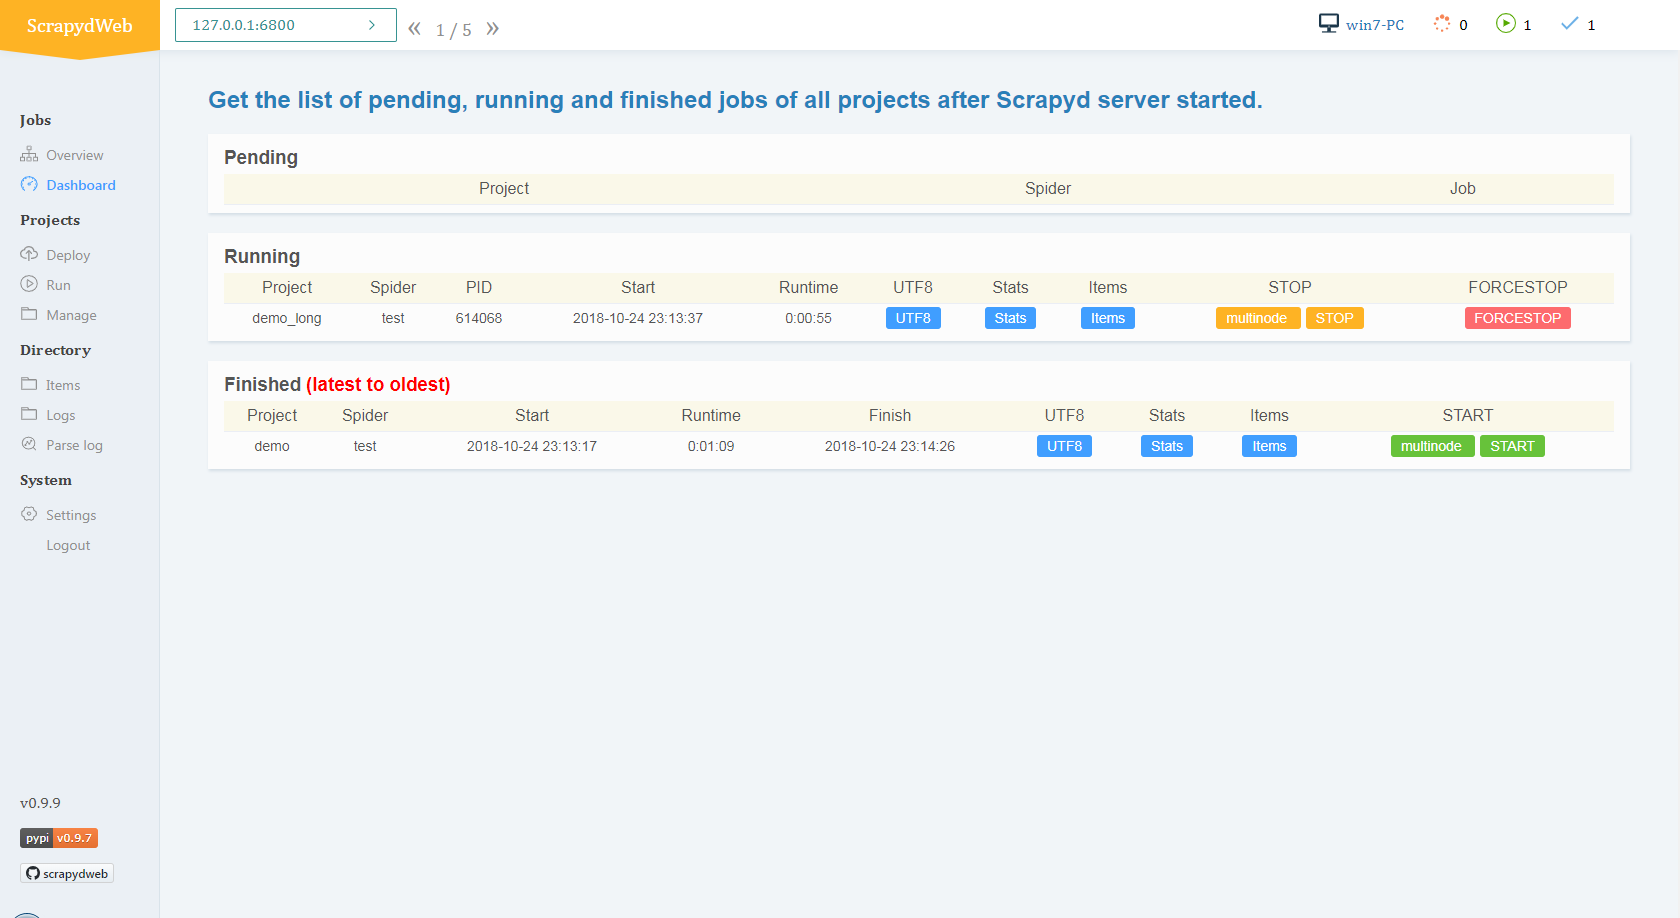 ScrapydWeb
127.0.0.1:6800
« 1 / 5 »
win7-PC 0 1 1
Jobs
Overview
Dashboard
Projects
Deploy
Run
Manage
Directory
Items
Logs
Parse log
System
Settings
Logout
v0.9.9
pypi v0.9.7
scrapydweb
Get the list of pending, running and finished jobs of all projects after Scrapyd server started.
Pending
Project Spider Job
Running
Project Spider PID Start Runtime UTF8 Stats Items STOP FORCESTOP
demo_long test 614068 2018-10-24 23:13:37 0:00:55 UTF8 Stats Items multinode STOP FORCESTOP
Finished (latest to oldest)
Project Spider Start Runtime Finish UTF8 Stats Items START
demo test 2018-10-24 23:13:17 0:01:09 2018-10-24 23:14:26 UTF8 Stats Items multinode START